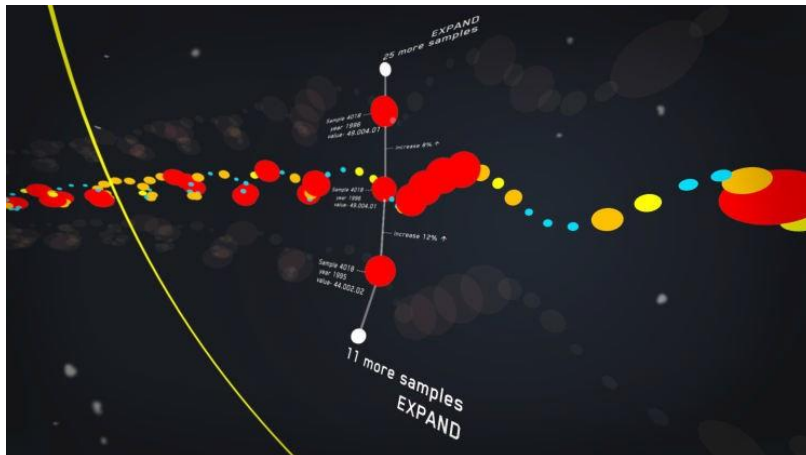 EXPAND
25 more samples
Sample 4018
year 1998
value- 49.004.01
increase 8% ↑
Sample 4018
year 1996
value- 49.004.01
increase 12% ↑
Sample 4018
year 1995
value- 44.002.02
11 more samples
EXPAND